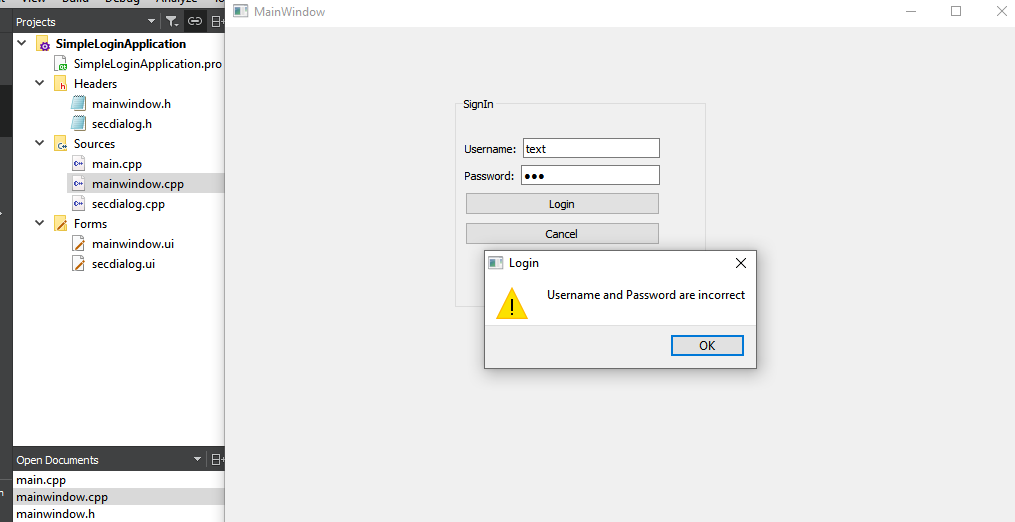 View Build Debug Analyze
Projects
SimpleLoginApplication
SimpleLoginApplication.pro
Headers
mainwindow.h
secdialog.h
Sources
main.cpp
mainwindow.cpp
secdialog.cpp
Forms
mainwindow.ui
secdialog.ui
Open Documents
main.cpp
mainwindow.cpp
mainwindow.h
MainWindow
SignIn
Username: text
Password: ●●●
Login
Cancel
Login
Username and Password are incorrect
OK